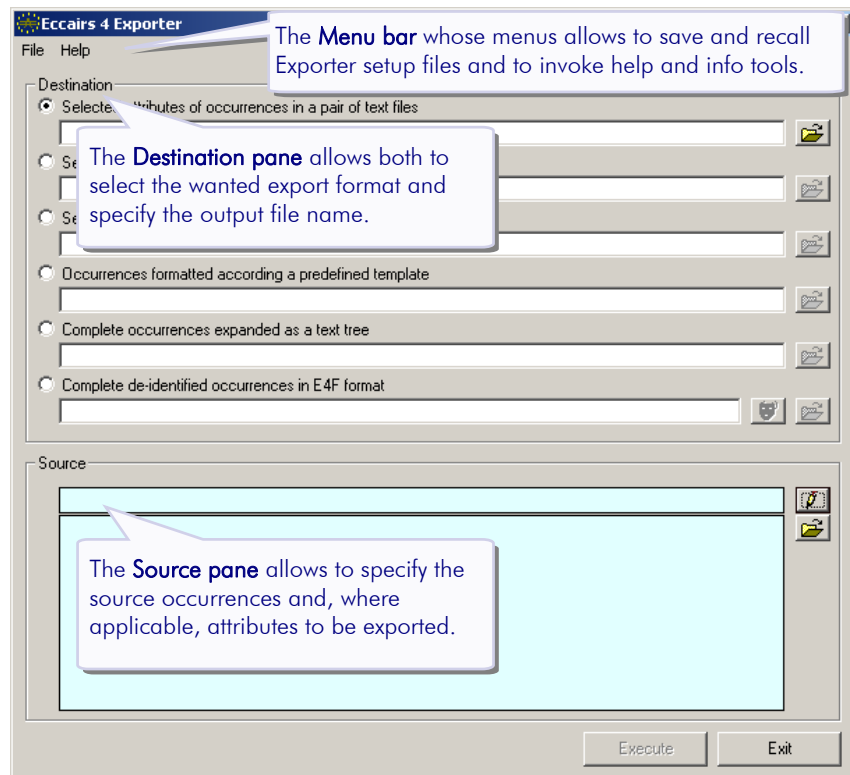 Eccairs 4 Exporter
File Help
The Menu bar whose menus allows to save and recall
Exporter setup files and to invoke help and info tools.
Destination
Selected attributes of occurrences in a pair of text files
The Destination pane allows both to
select the wanted export format and
specify the output file name.
Se
Se
Occurrences formatted according a predefined template
Complete occurrences expanded as a text tree
Complete de-identified occurrences in E4F format
Source
The Source pane allows to specify the
source occurrences and, where
applicable, attributes to be exported.
Execute Exit